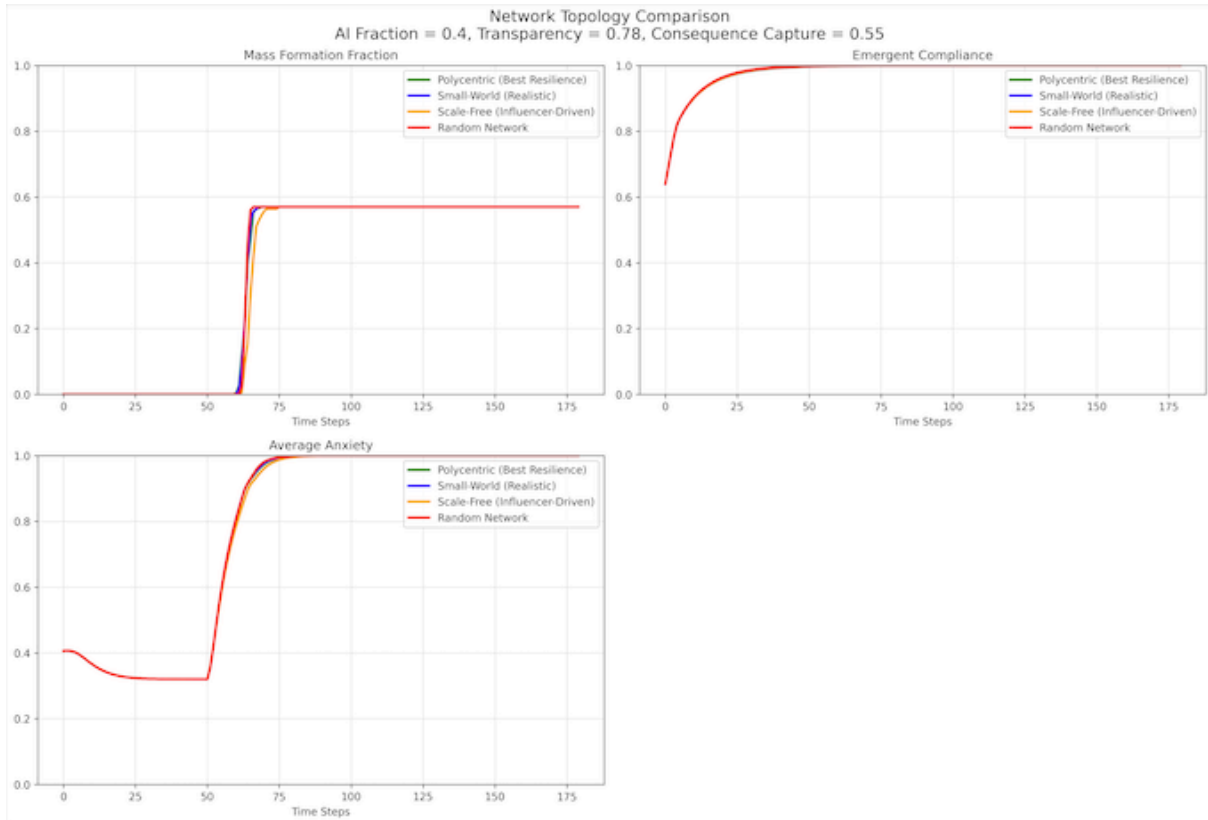 Network Topology Comparison
AI Fraction = 0.4, Transparency = 0.78, Consequence Capture = 0.55
Mass Formation Fraction
1.0
0.8
0.6
0.4
0.2
0.0
Polycentric (Best Resilience)
Small-World (Realistic)
Scale-Free (Influencer-Driven)
Random Network
0 25 50 75 100 125 150 175
Time Steps
Emergent Compliance
1.0
0.8
0.6
0.4
0.2
0.0
Polycentric (Best Resilience)
Small-World (Realistic)
Scale-Free (Influencer-Driven)
Random Network
0 25 50 75 100 125 150 175
Time Steps
Average Anxiety
1.0
0.8
0.6
0.4
0.2
0.0
Polycentric (Best Resilience)
Small-World (Realistic)
Scale-Free (Influencer-Driven)
Random Network
0 25 50 75 100 125 150 175
Time Steps